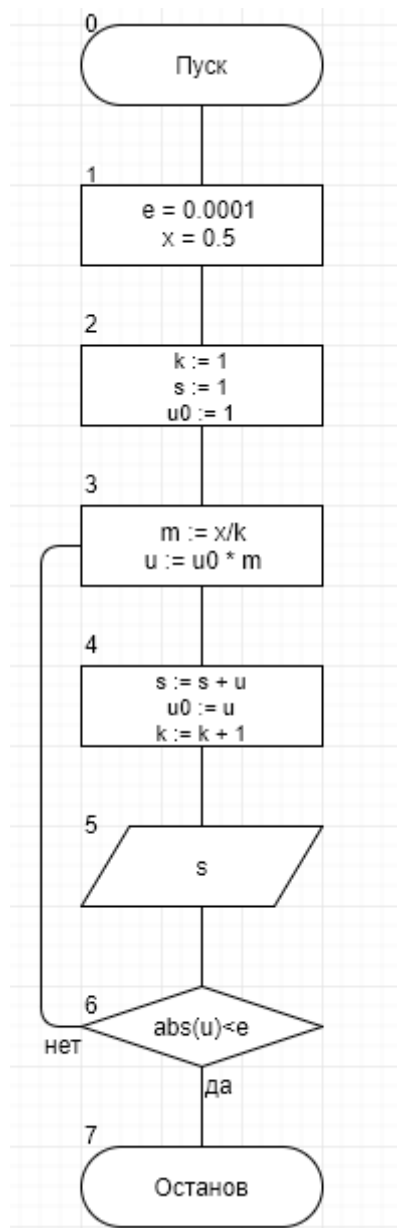 0
Пуск
1
e = 0.0001
x = 0.5
2
k := 1
s := 1
u0 := 1
3
m := x/k
u := u0 * m
4
s := s + u
u0 := u
k := k + 1
5
s
6
abs(u)<e
нет
да
7
Останов